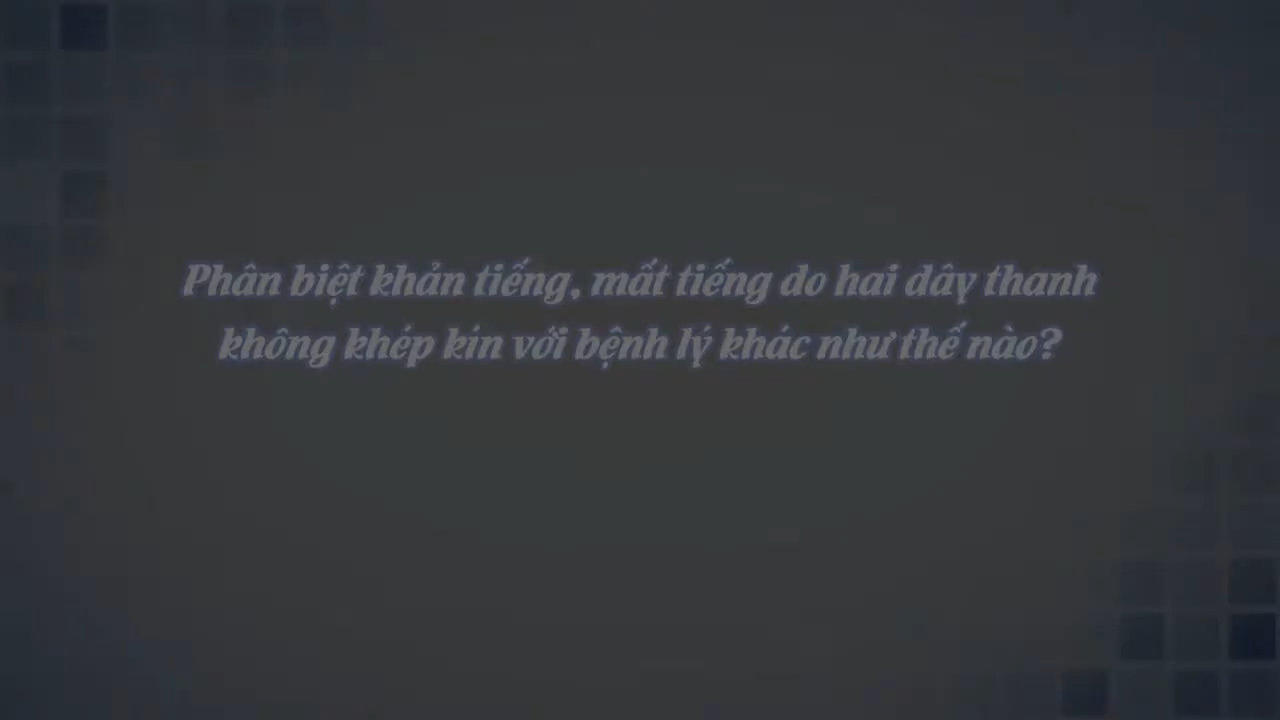 Phân biệt khản tiếng, mất tiếng do hai dây thanh
không khép kín với bệnh lý khác như thế nào?